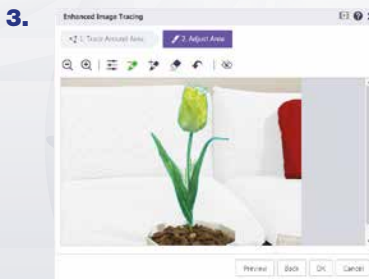 3.
Enhanced Image Tracing
1. Trace Around Area
2. Adjust Area
Preview Back OK Cancel